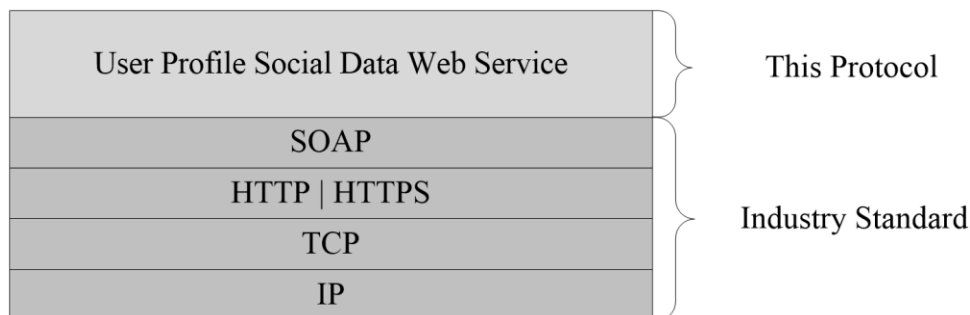 User Profile Social Data Web Service
This Protocol
SOAP
HTTP | HTTPS
TCP
Industry Standard
IP